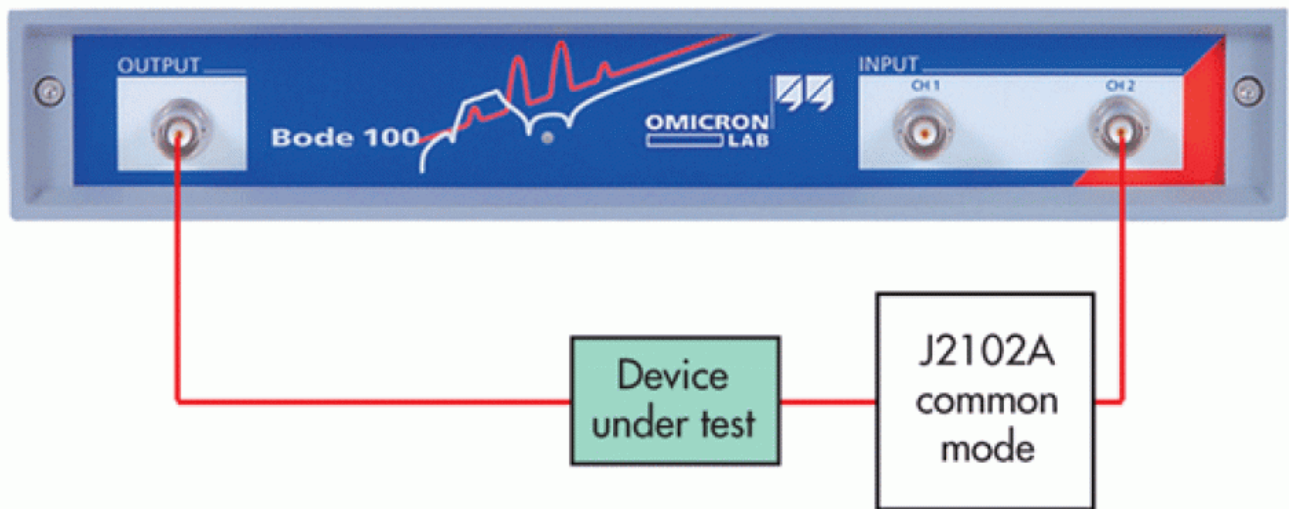 OUTPUT
Bode 100
OMICRON
LAB
INPUT
CH 1
CH 2
Device
under test
J2102A
common
mode